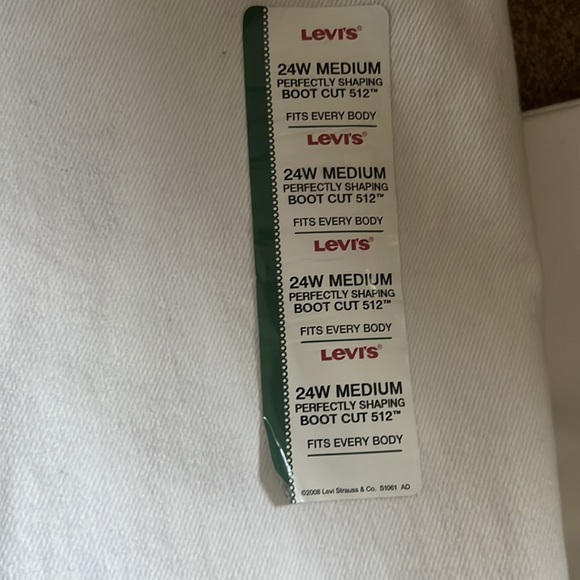 Levi's®
24W MEDIUM
PERFECTLY SHAPING
BOOT CUT 512™
FITS EVERY BODY
Levi's®
24W MEDIUM
PERFECTLY SHAPING
BOOT CUT 512™
FITS EVERY BODY
Levi's®
24W MEDIUM
PERFECTLY SHAPING
BOOT CUT 512™
FITS EVERY BODY
Levi's®
24W MEDIUM
PERFECTLY SHAPING
BOOT CUT 512™
FITS EVERY BODY
©2008 Levi Strauss & Co. S1061 AD